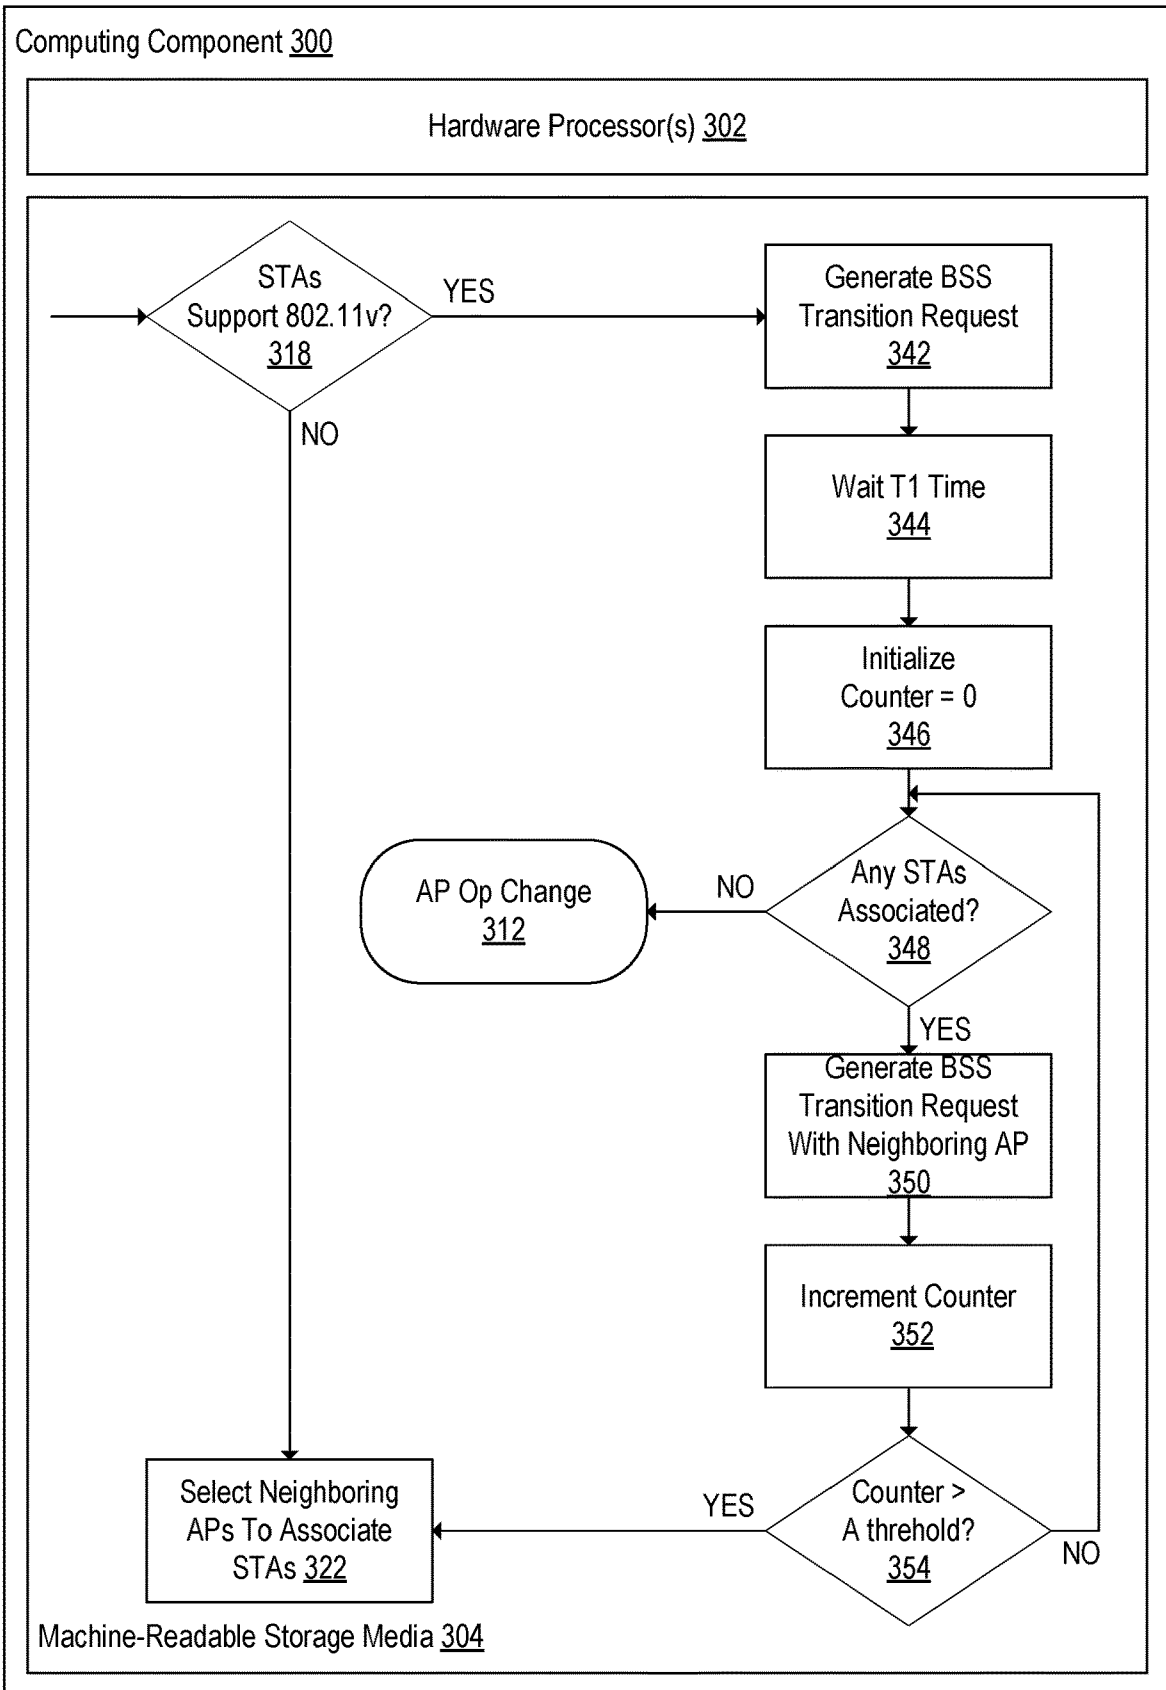 Computing Component 300
Hardware Processor(s) 302
STAs
Support 802.11v?
318
YES
NO
Generate BSS
Transition Request
342
Wait T1 Time
344
Initialize
Counter = 0
346
Any STAs
Associated?
348
NO
YES
AP Op Change
312
Generate BSS
Transition Request
With Neighboring AP
350
Increment Counter
352
Counter >
A threhold?
354
YES
NO
Select Neighboring
APs To Associate
STAs 322
Machine-Readable Storage Media 304